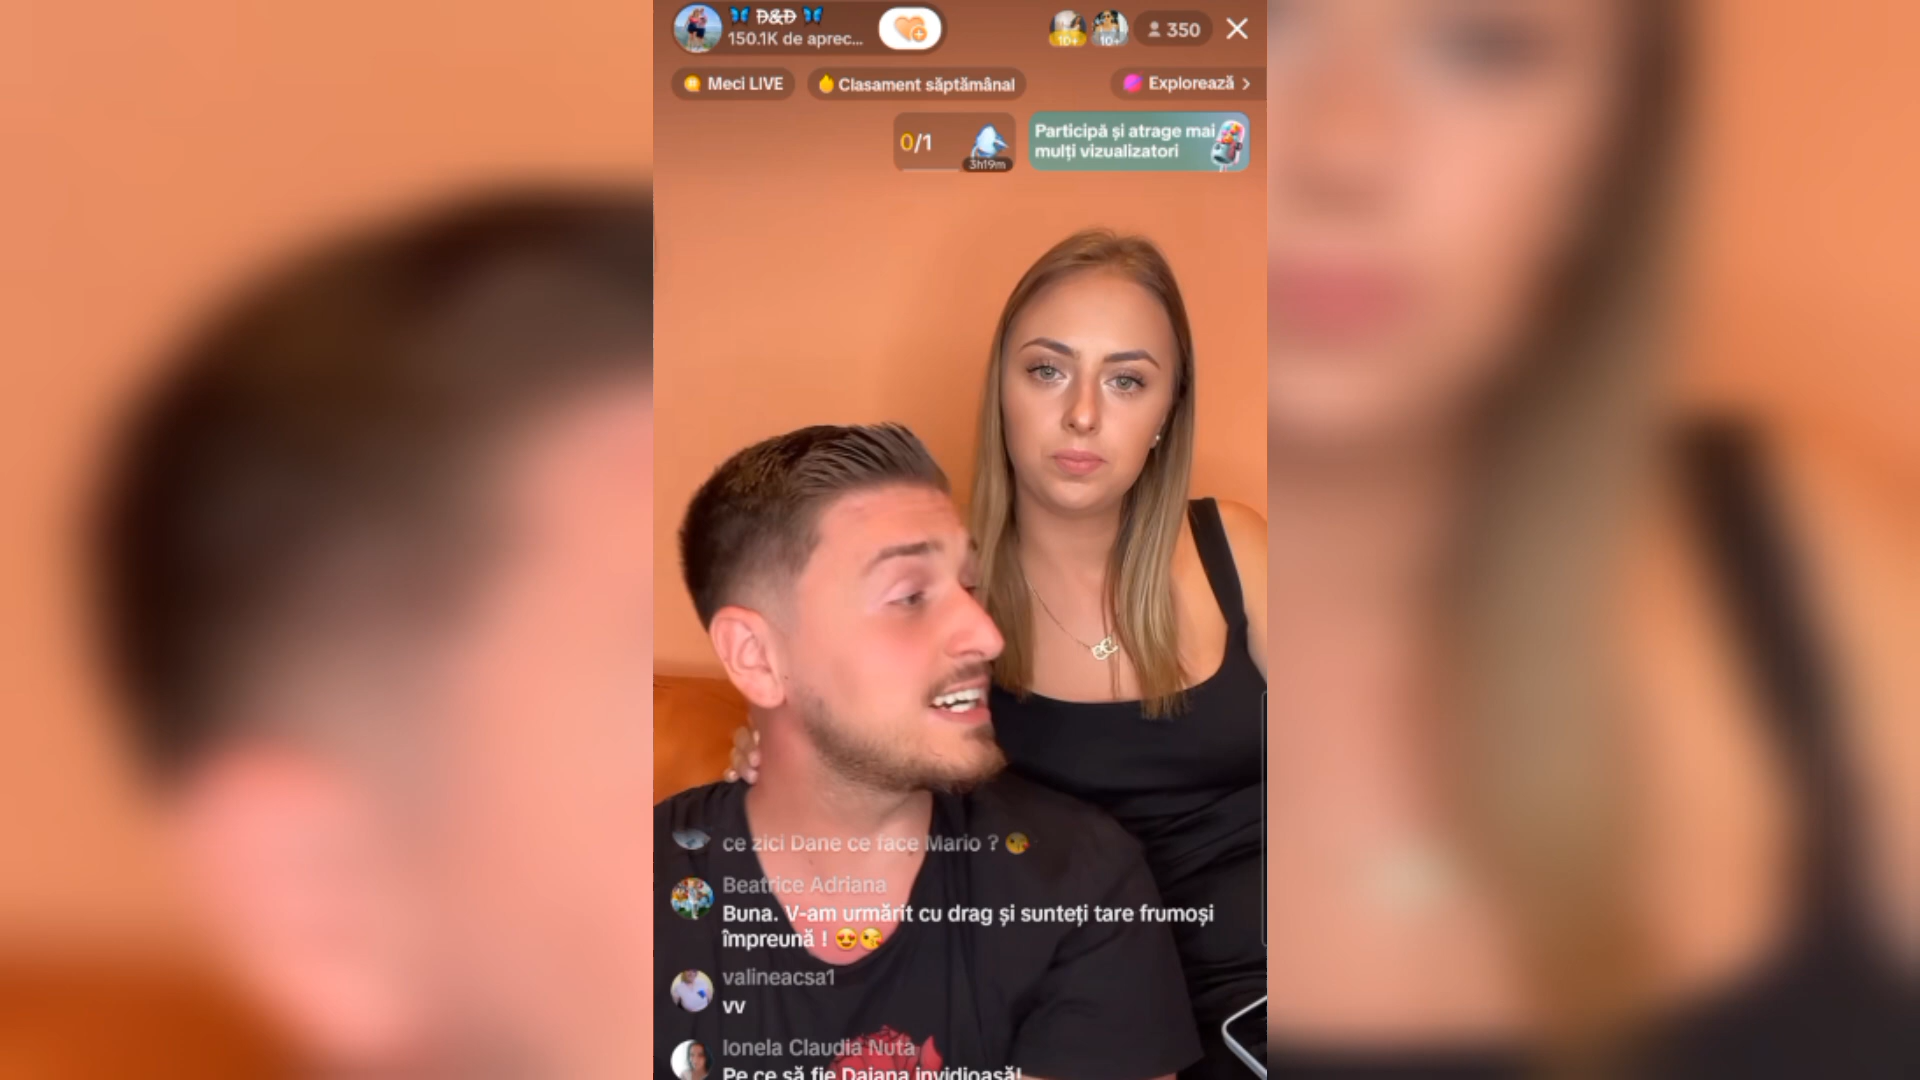 🦋 D&D 🦋
150.1K de aprec...
10+
10+
350
Meci LIVE
Clasament săptămânal
Explorează
0/1
3h19m
Participă și atrage mai
mulți vizualizatori
ce zici Dane ce face Mario ? 😘
Beatrice Adriana
Buna. V-am urmărit cu drag și sunteți tare frumoși
împreună ! 😍😘
valineacsa1
vv
Ionela Claudia Nuta
Pe ce să fie Daiana invidioasă!